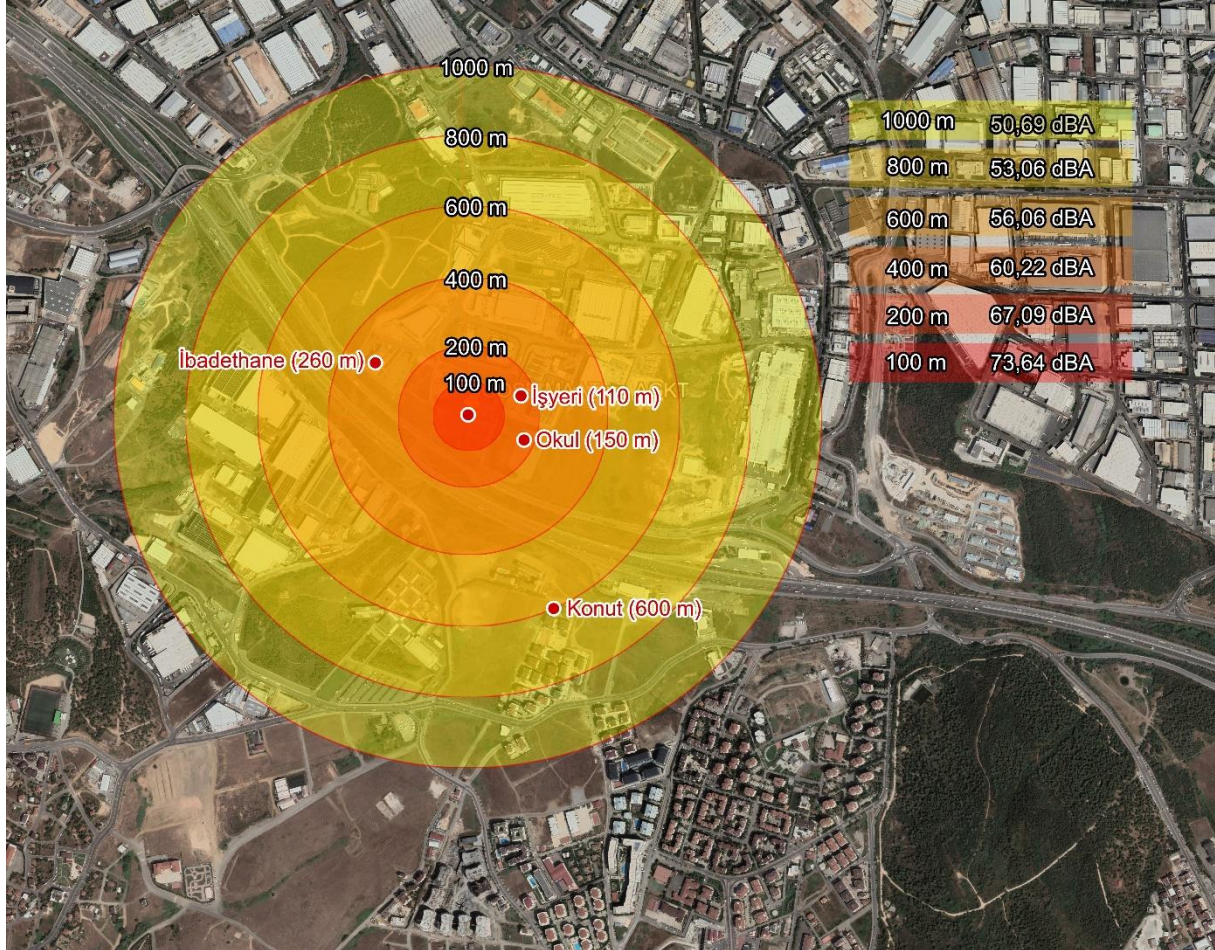 1000 m
800 m
600 m
400 m
200 m
100 m
İbadethane (260 m)
İşyeri (110 m)
Okul (150 m)
Konut (600 m)
1000 m 50,69 dBA
800 m 53,06 dBA
600 m 56,06 dBA
400 m 60,22 dBA
200 m 67,09 dBA
100 m 73,64 dBA